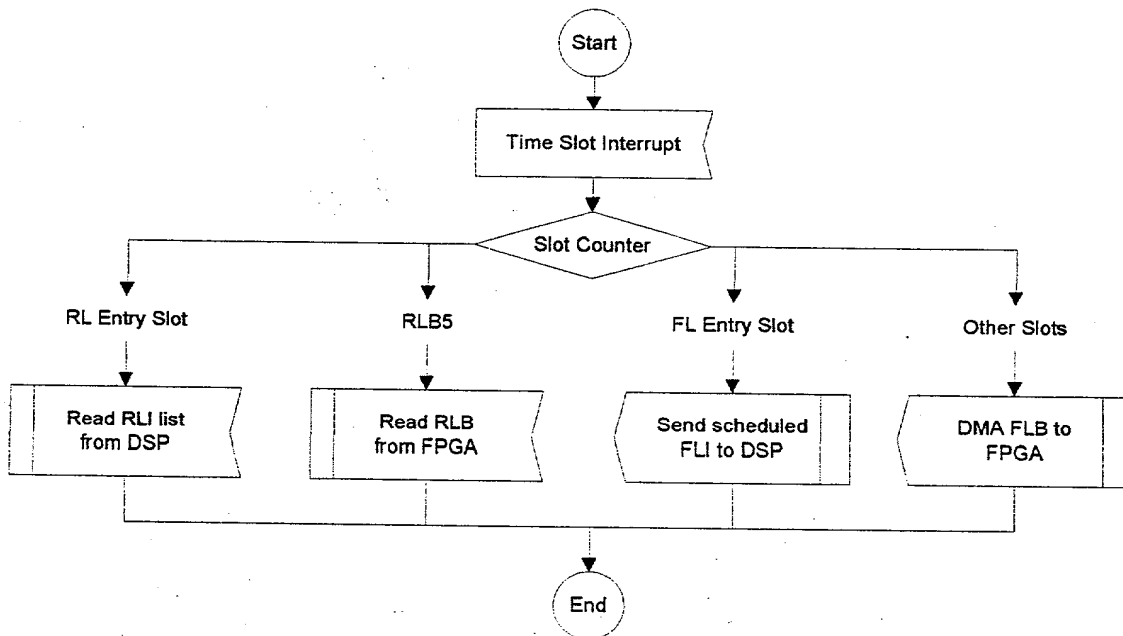 Start
Time Slot Interrupt
Slot Counter
RL Entry Slot
RLB5
FL Entry Slot
Other Slots
Read RLI list
from DSP
Read RLB
from FPGA
Send scheduled
FLI to DSP
DMA FLB to
FPGA
End